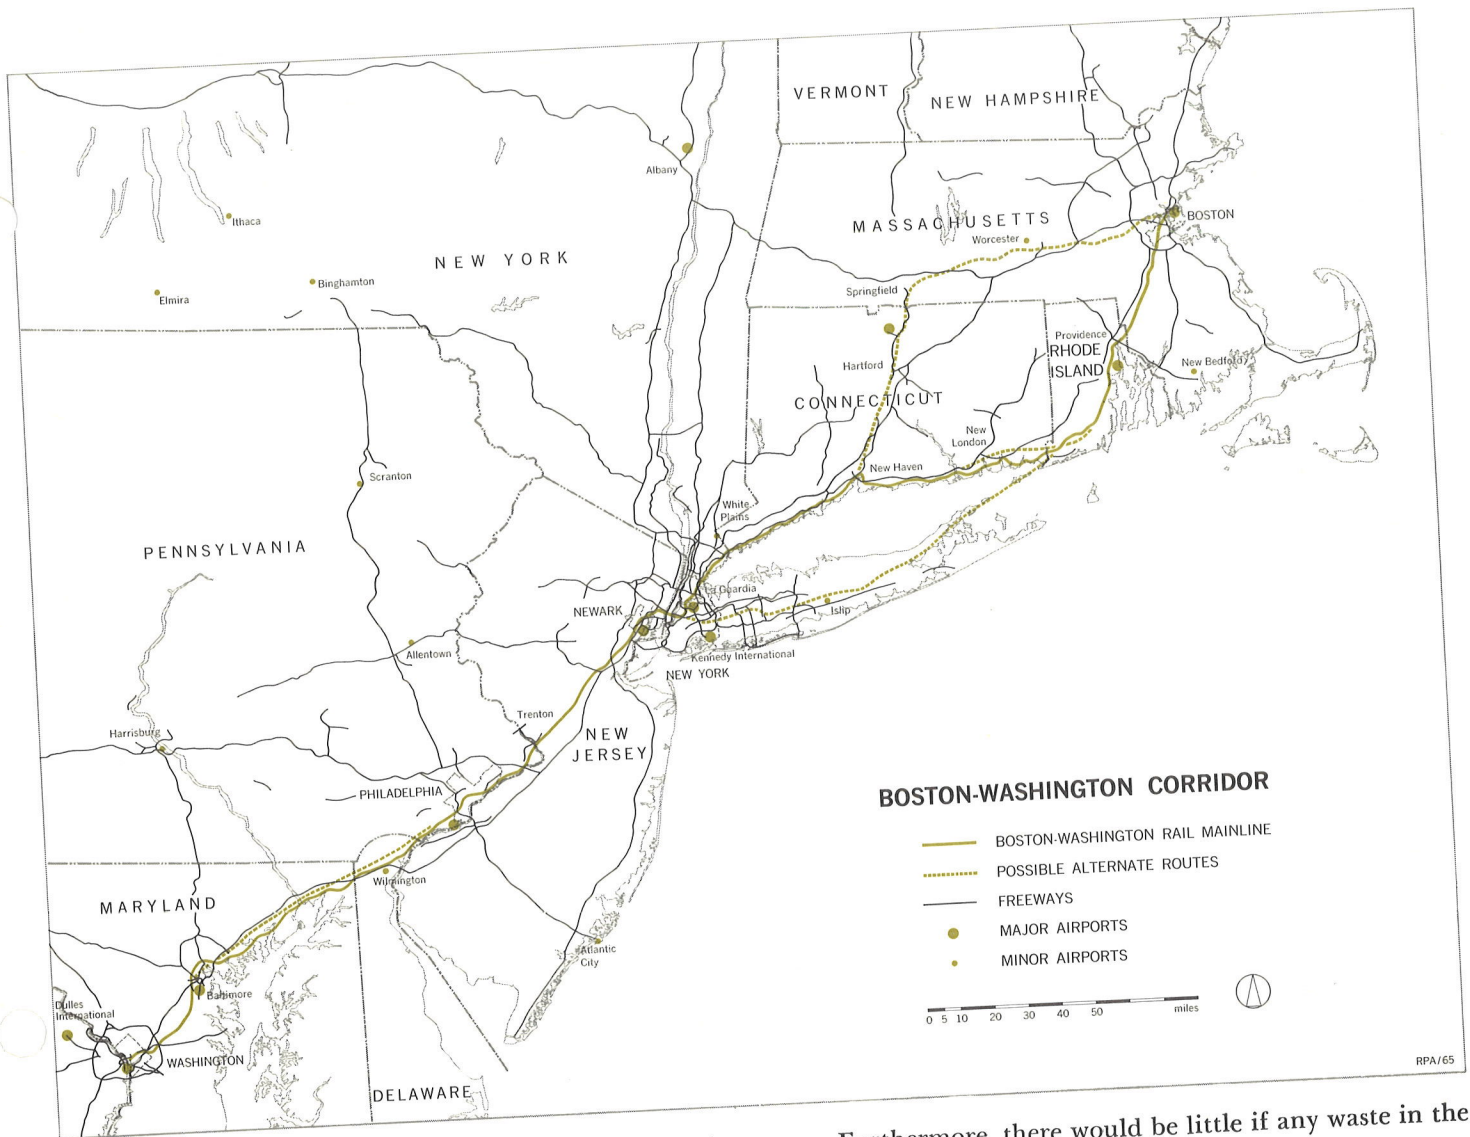 VERMONT
NEW HAMPSHIRE
Albany
Ithaca
MASSACHUSETTS
BOSTON
Worcester
NEW YORK
Binghamton
Elmira
Springfield
Providence
RHODE
ISLAND
New Bedford
Hartford
CONNECTICUT
New
London
New Haven
Scranton
White
Plains
PENNSYLVANIA
La Guardia
NEWARK
Islip
Allentown
Kennedy International
NEW YORK
Trenton
Harrisburg
NEW
JERSEY
PHILADELPHIA
BOSTON-WASHINGTON CORRIDOR
BOSTON-WASHINGTON RAIL MAINLINE
POSSIBLE ALTERNATE ROUTES
FREEWAYS
MAJOR AIRPORTS
MINOR AIRPORTS
0 5 10 20 30 40 50 miles
Wilmington
MARYLAND
Atlantic
City
Baltimore
Dulles
International
WASHINGTON
DELAWARE
RPA/65
Furthermore, there would be little if any waste in the